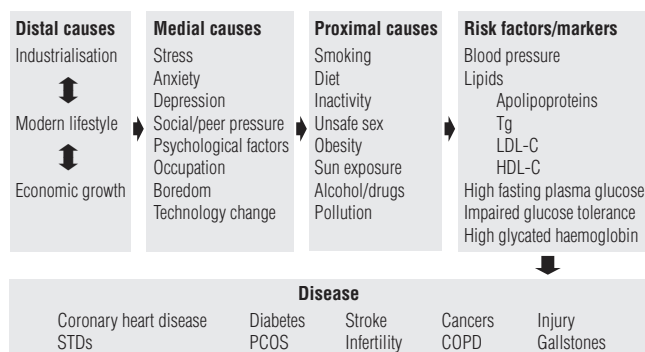 Distal causes
Industrialisation
Modern lifestyle
Economic growth
Medial causes
Stress
Anxiety
Depression
Social/peer pressure
Psychological factors
Occupation
Boredom
Technology change
Proximal causes
Smoking
Diet
Inactivity
Unsafe sex
Obesity
Sun exposure
Alcohol/drugs
Pollution
Risk factors/markers
Blood pressure
Lipids
Apolipoproteins
Tg
LDL-C
HDL-C
High fasting plasma glucose
Impaired glucose tolerance
High glycated haemoglobin
Disease
Coronary heart disease Diabetes Stroke Cancers Injury
STDs PCOS Infertility COPD Gallstones